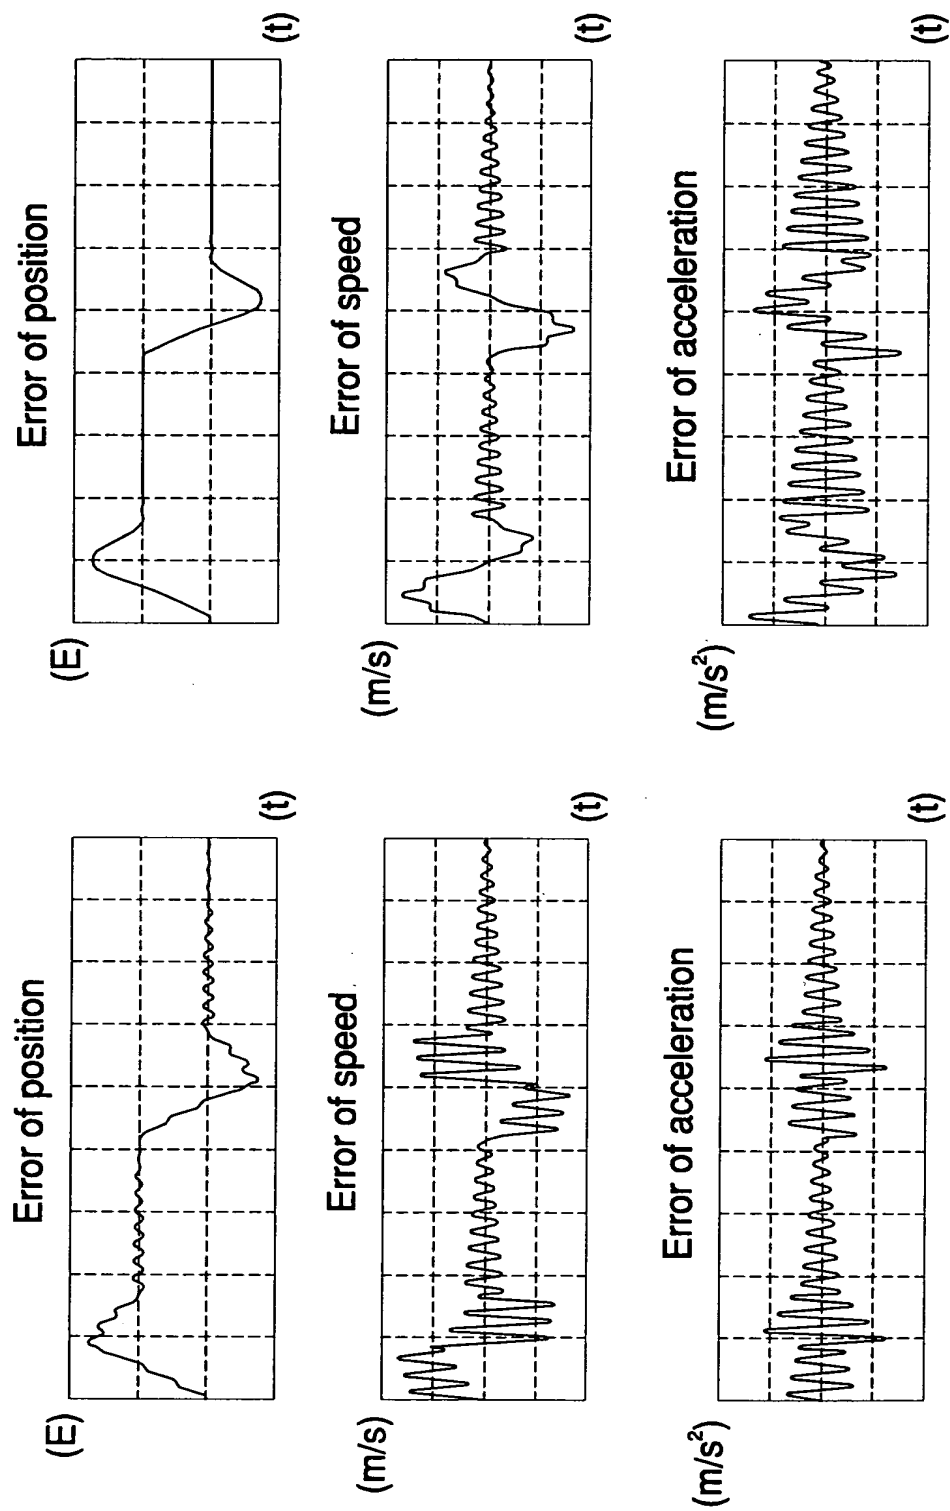 Error of position
(E)
(t)
Error of speed
(m/s)
(t)
Error of acceleration
(m/s²)
(t)
Error of position
(E)
(t)
Error of speed
(m/s)
(t)
Error of acceleration
(m/s²)
(t)